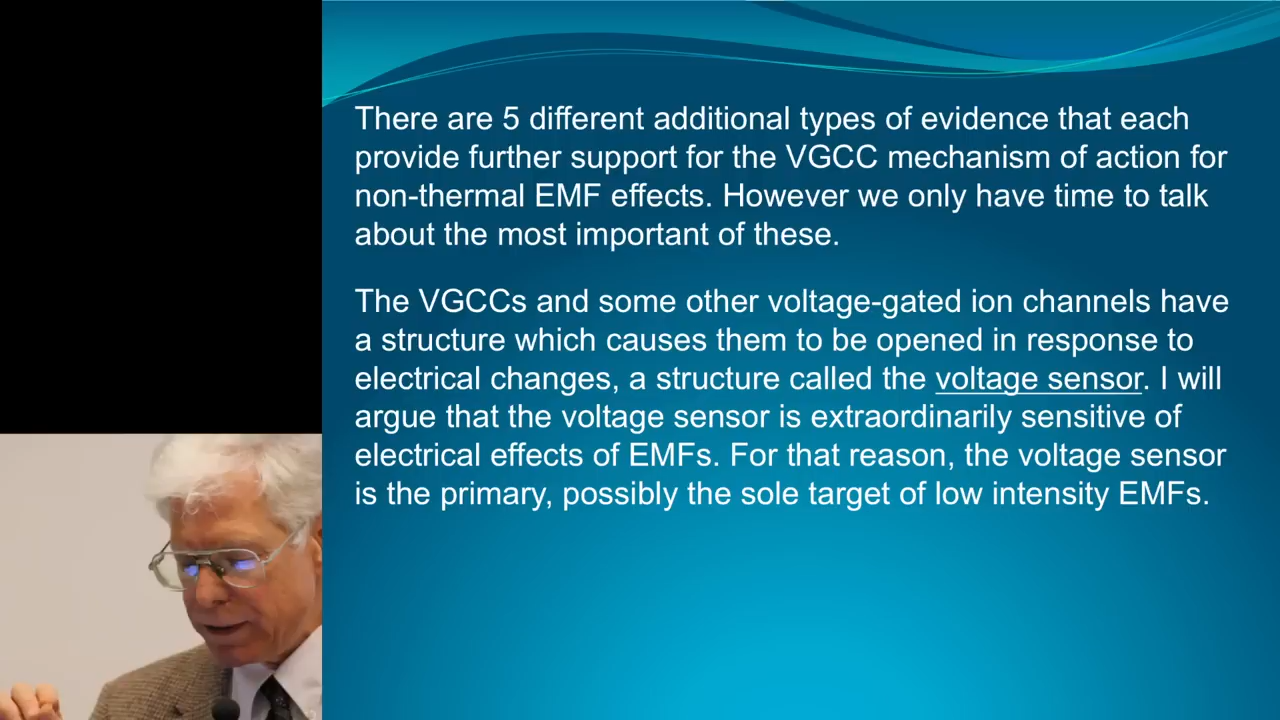 There are 5 different additional types of evidence that each
provide further support for the VGCC mechanism of action for
non-thermal EMF effects. However we only have time to talk
about the most important of these.
The VGCCs and some other voltage-gated ion channels have
a structure which causes them to be opened in response to
electrical changes, a structure called the voltage sensor. I will
argue that the voltage sensor is extraordinarily sensitive of
electrical effects of EMFs. For that reason, the voltage sensor
is the primary, possibly the sole target of low intensity EMFs.